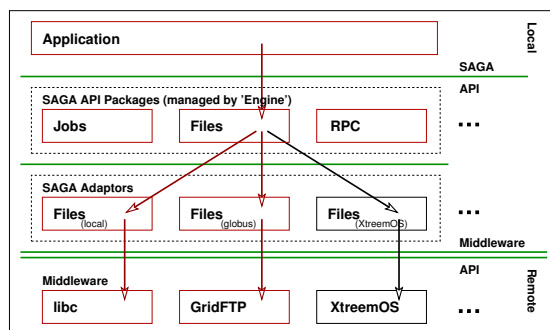 Application
Local
SAGA
API
SAGA API Packages (managed by 'Engine')
Jobs
Files
RPC
...
SAGA Adaptors
Files
(local)
Files
(globus)
Files
(XtreemOS)
...
Middleware
API
Middleware
libc
GridFTP
XtreemOS
...
Remote